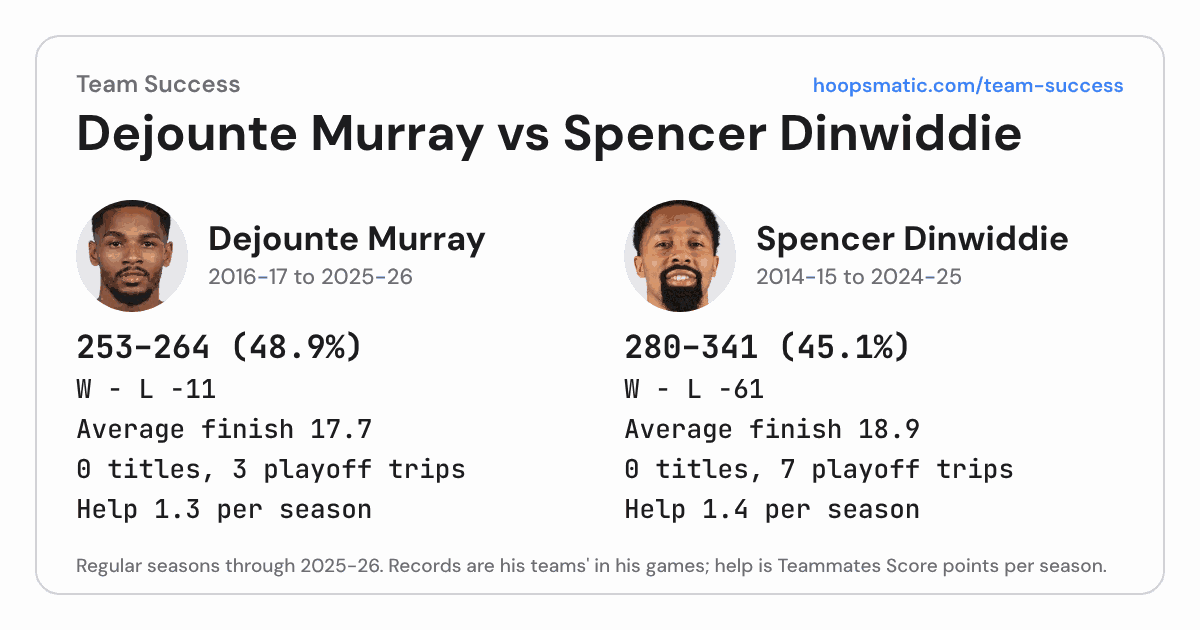 Team Success
hoopsmatic.com/team-success
Dejounte Murray vs Spencer Dinwiddie
Dejounte Murray
2016-17 to 2025-26
253-264 (48.9%)
W - L -11
Average finish 17.7
0 titles, 3 playoff trips
Help 1.3 per season
Spencer Dinwiddie
2014-15 to 2024-25
280-341 (45.1%)
W - L -61
Average finish 18.9
0 titles, 7 playoff trips
Help 1.4 per season
Regular seasons through 2025-26. Records are his teams' in his games; help is Teammates Score points per season.